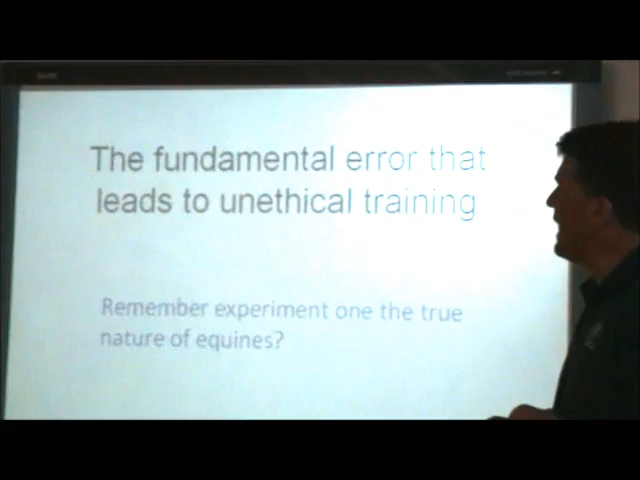 The fundamental error that
leads to unethical training
Remember experiment one the true
nature of equines?